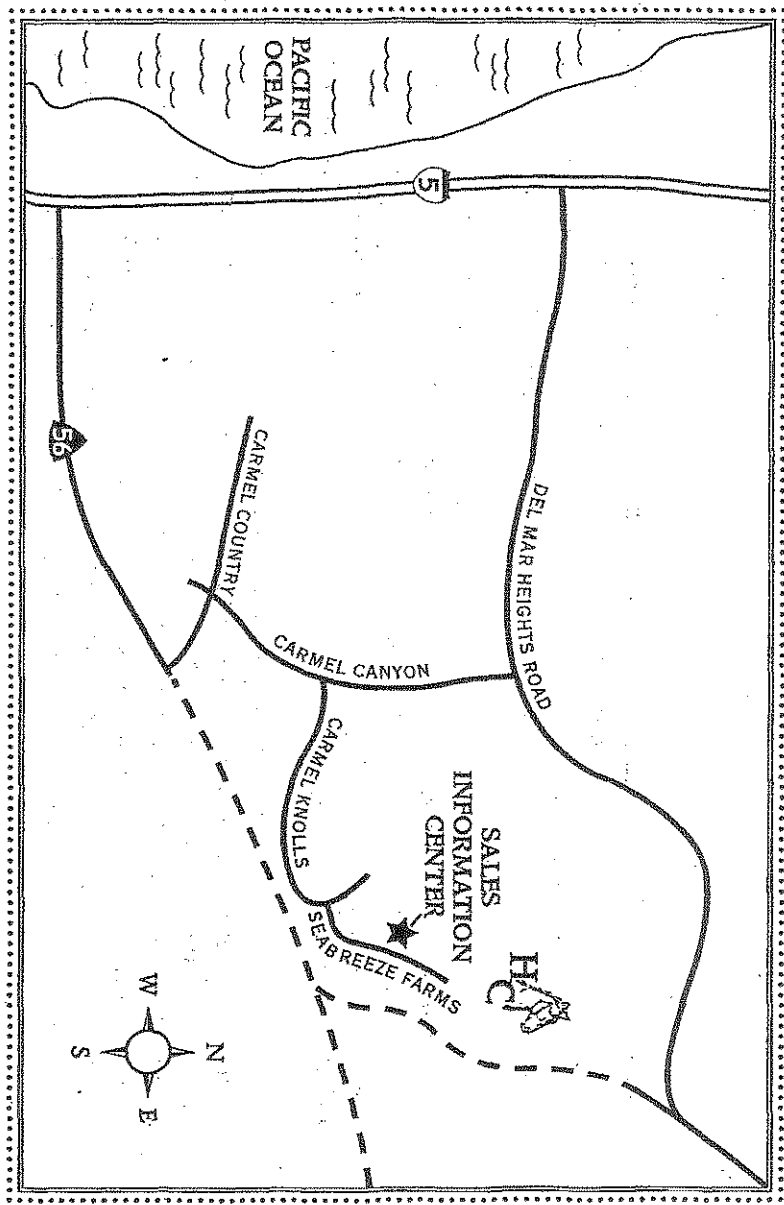 PACIFIC
OCEAN
5
DEL MAR HEIGHTS ROAD
56
CARMEL COUNTRY
CARMEL CANYON
CARMEL KNOLLS
SALES
INFORMATION
CENTER
SEABREEZE FARMS
HC
N
W
E
S